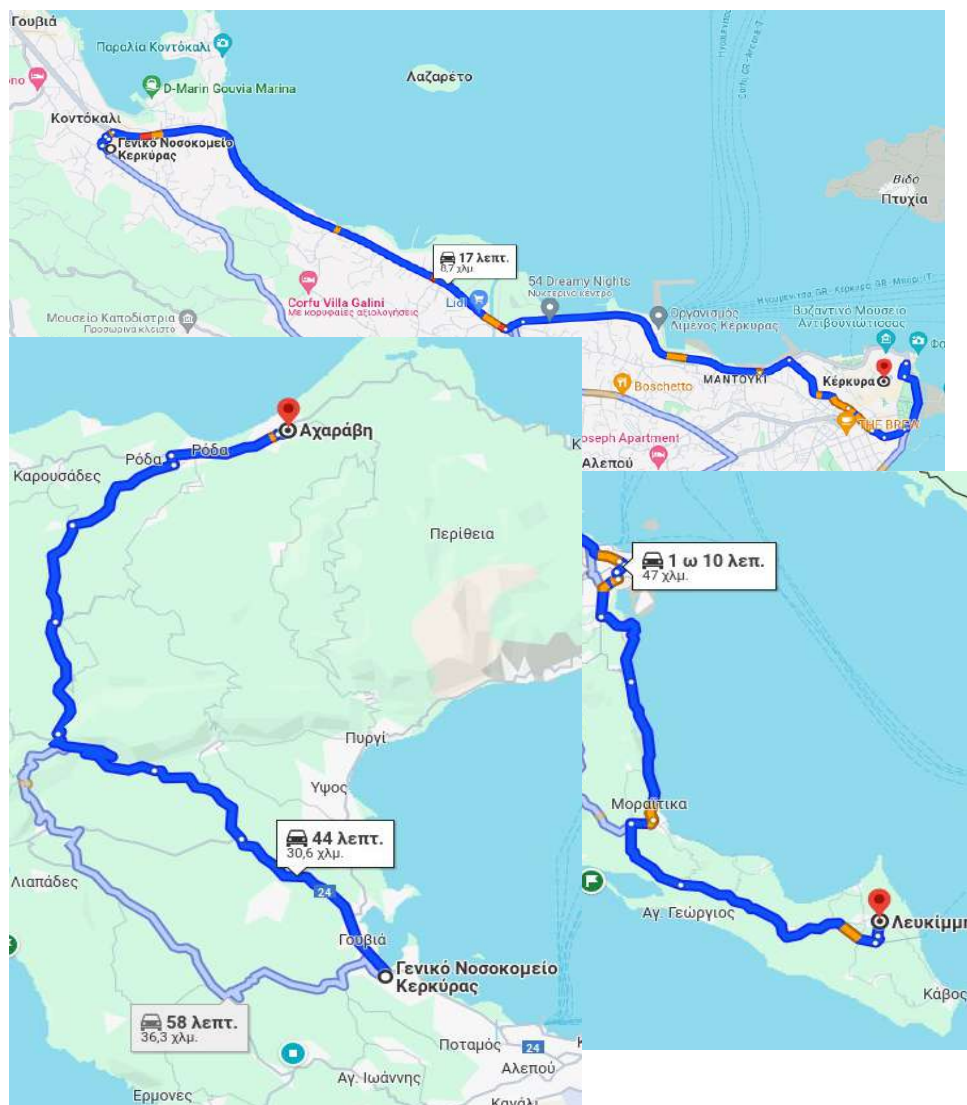 Γουβιά
Παραλία Κοντόκαλι
Λαζαρέτο
D-Marin Gouvia Marina
Κοντόκαλι
Γενικό Νοσοκομείο
Κερκύρας
Βίδο
Πτυχία
17 λεπτ.
8,7 χλμ.
Corfu Villa Galini
Με κορυφαίες αξιολογήσεις
Lidl
54 Dreamy Nights
Νυκτερινό κέντρο
Μουσείο Καποδίστρια
Προσωρινά κλειστό
Οργανισμός
Λιμένος Κερκύρας
Βυζαντινό Μουσείο
Αντιβουνιώτισσας
ΜΑΝΤΟΥΚΙ
Κέρκυρα
Boschetto
THE BREW
Joseph Apartment
Αλεπού
Αχαράβη
Ρόδα
Ρόδα
Καρουσάδες
Περίθεια
Πυργί
Ύψος
44 λεπτ.
30,6 χλμ.
Λιαπάδες
24
Γουβιά
Γενικό Νοσοκομείο
Κερκύρας
58 λεπτ.
36,3 χλμ.
Ποταμός
24
Αλεπού
Αγ. Ιωάννης
Κανάλι
Ερμονες
1 ω 10 λεπ.
47 χλμ.
Μοραϊτικα
Αγ. Γεώργιος
Λευκίμμη
Κάβος